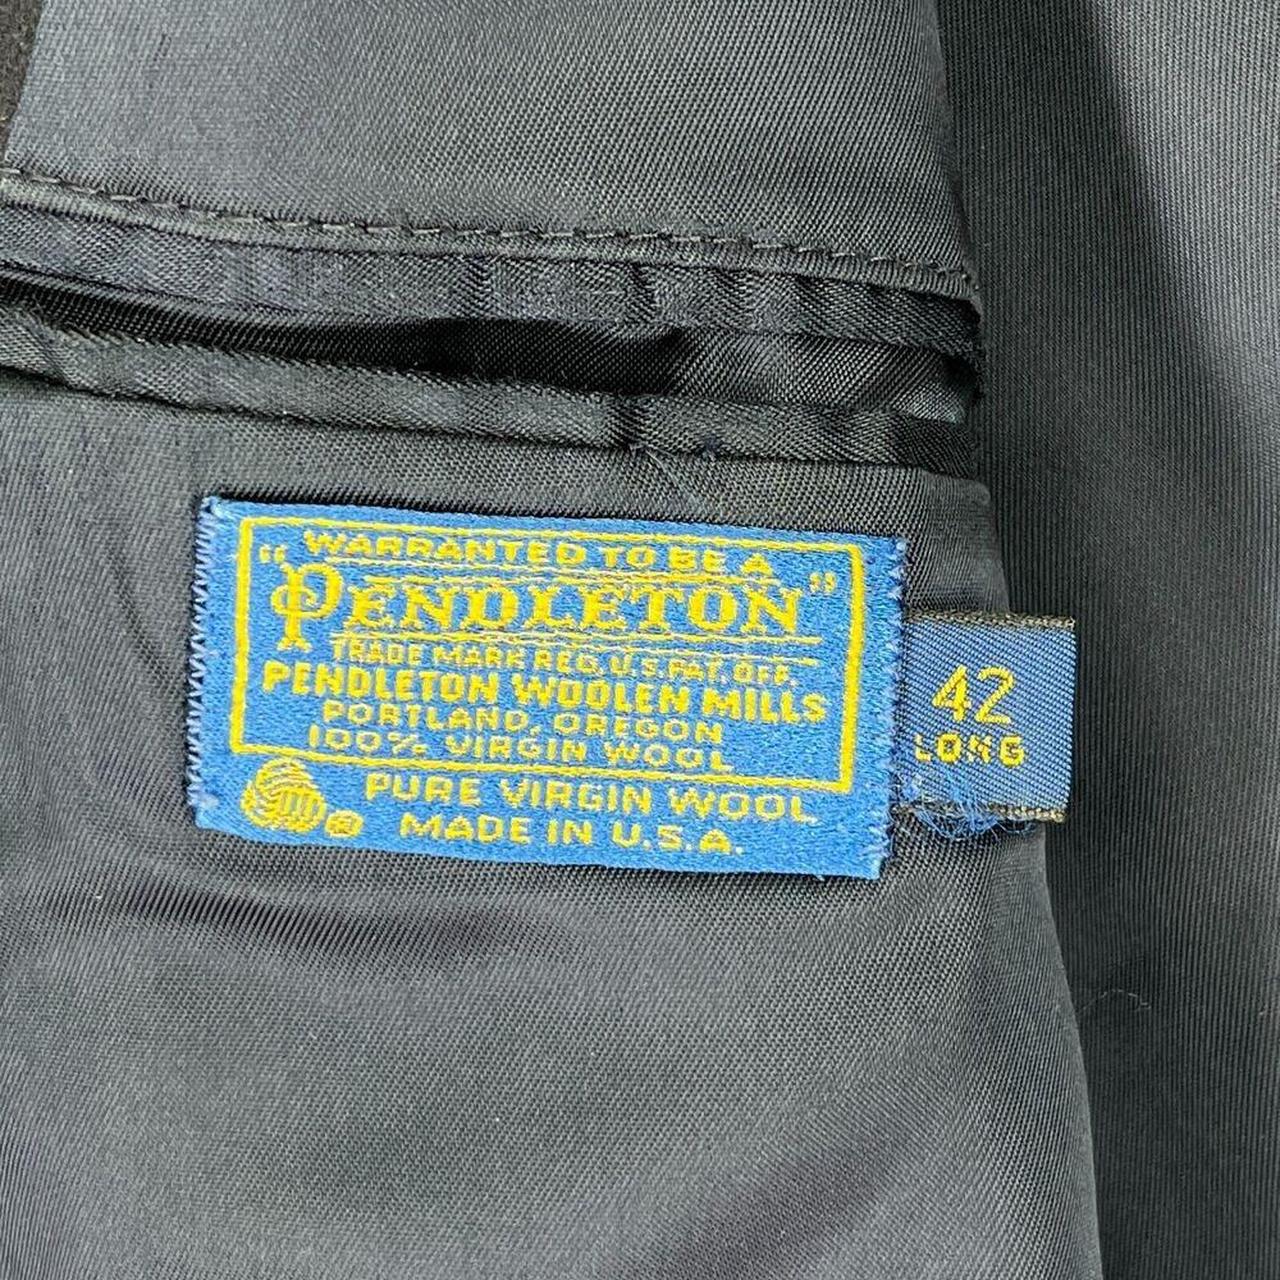 WARRANTED TO BE A
"PENDLETON"
TRADE MARK REG. U.S. PAT. OFF.
PENDLETON WOOLEN MILLS
PORTLAND, OREGON
100% VIRGIN WOOL
PURE VIRGIN WOOL
® MADE IN U.S.A.
42
LONG